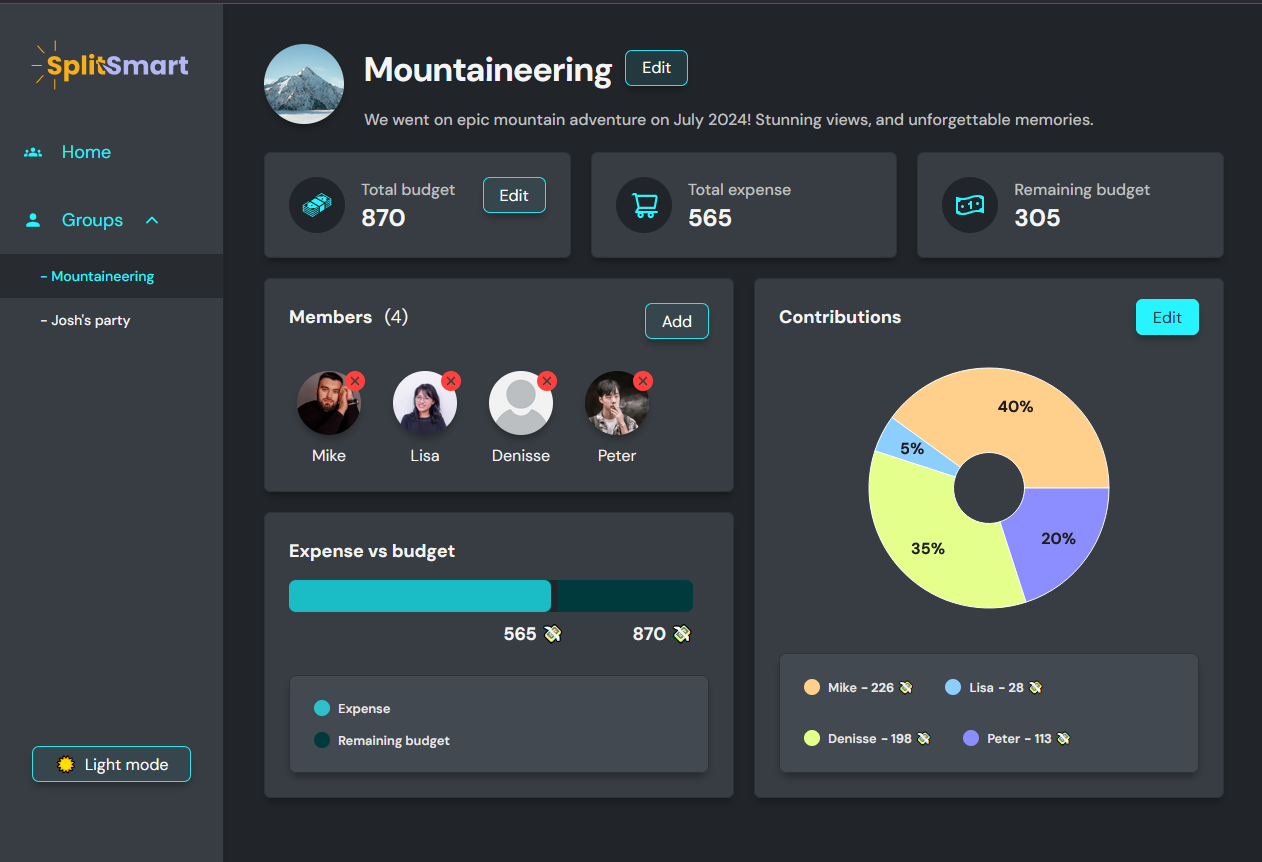 SplitSmart
Home
Groups
- Mountaineering
- Josh's party
Light mode
Mountaineering
Edit
We went on epic mountain adventure on July 2024! Stunning views, and unforgettable memories.
Total budget
870
Edit
Total expense
565
Remaining budget
305
Members (4)
Add
Mike
Lisa
Denisse
Peter
Expense vs budget
565
870
Expense
Remaining budget
Contributions
Edit
40%
5%
35%
20%
Mike - 226
Lisa - 28
Denisse - 198
Peter - 113